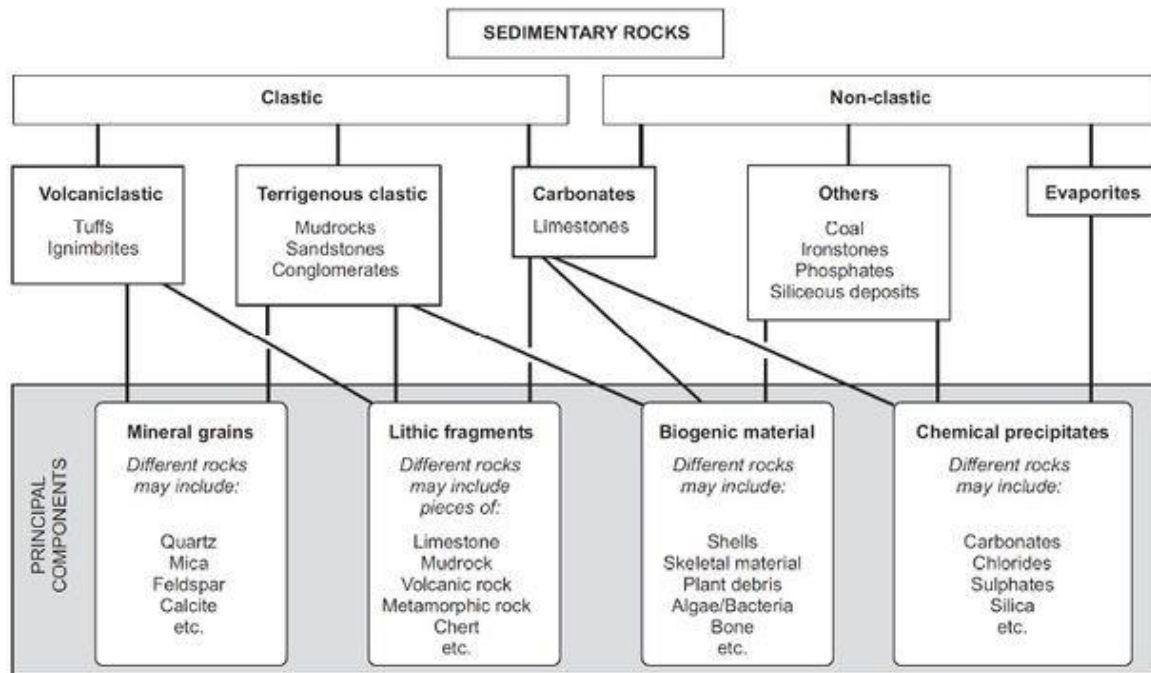 SEDIMENTARY ROCKS
Clastic
Non-clastic
Volcaniclastic
Tuffs
Ignimbrites
Terrigenous clastic
Mudrocks
Sandstones
Conglomerates
Carbonates
Limestones
Others
Coal
Ironstones
Phosphates
Siliceous deposits
Evaporites
PRINCIPAL
COMPONENTS
Mineral grains
Different rocks
may include:
Quartz
Mica
Feldspar
Calcite
etc.
Lithic fragments
Different rocks
may include
pieces of:
Limestone
Mudrock
Volcanic rock
Metamorphic rock
Chert
etc.
Biogenic material
Different rocks
may include:
Shells
Skeletal material
Plant debris
Algae/Bacteria
Bone
etc.
Chemical precipitates
Different rocks
may include:
Carbonates
Chlorides
Sulphates
Silica
etc.